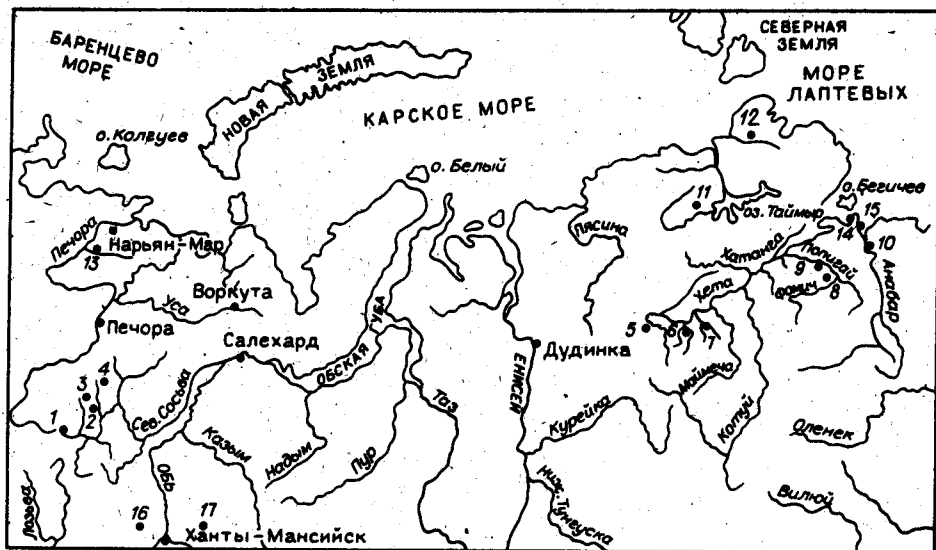 БАРЕНЦЕВО
МОРЕ
СЕВЕРНАЯ
ЗЕМЛЯ
НОВАЯ ЗЕМЛЯ
МОРЕ
ЛАПТЕВЫХ
КАРСКОЕ МОРЕ
о. Колгуев
12
о. Белый
11
о. Бегичев
оз. Таймыр
15
14
10
Печора
Нарьян-Мар
13
Пясина
Хатанга
Попигай
9
8
Фомич
Анабар
Хета
Уса
Воркута
Печора
ОБСКАЯ ГУБА
5
6
7
Салехард
Дудинка
ЕНИСЕЙ
4
3
2
1
Сев. Сосьва
Таз
Маймеча
Котуй
Курейка
Оленек
Казым
Надым
Пур
Лозьва
Обь
Ниж. Тунгуска
Вилюй
16
17
Ханты-Мансийск